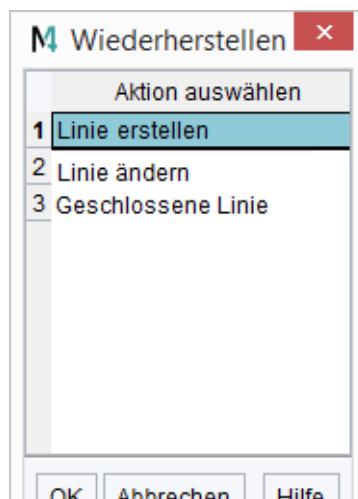 Wiederherstellen
Aktion auswählen
1 Linie erstellen
2 Linie ändern
3 Geschlossene Linie
OK Abbrechen Hilfe